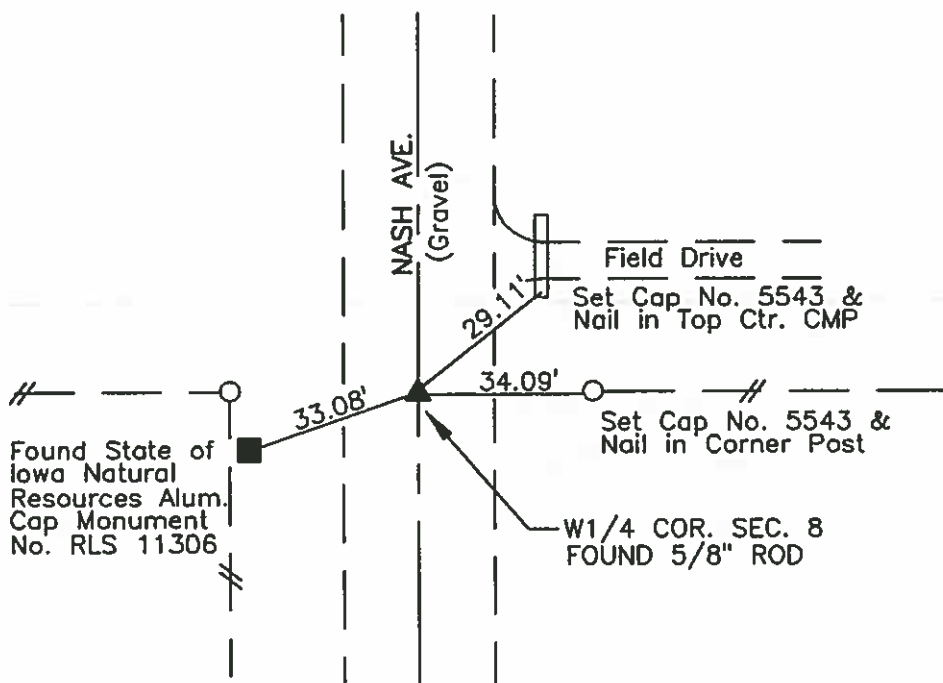 NASH AVE.
(Gravel)
Field Drive
29.11'
Set Cap No. 5543 &
Nail in Top Ctr. CMP
33.08'
34.09'
Set Cap No. 5543 &
Nail in Corner Post
Found State of
Iowa Natural
Resources Alum.
Cap Monument
No. RLS 11306
W1/4 COR. SEC. 8
FOUND 5/8" ROD